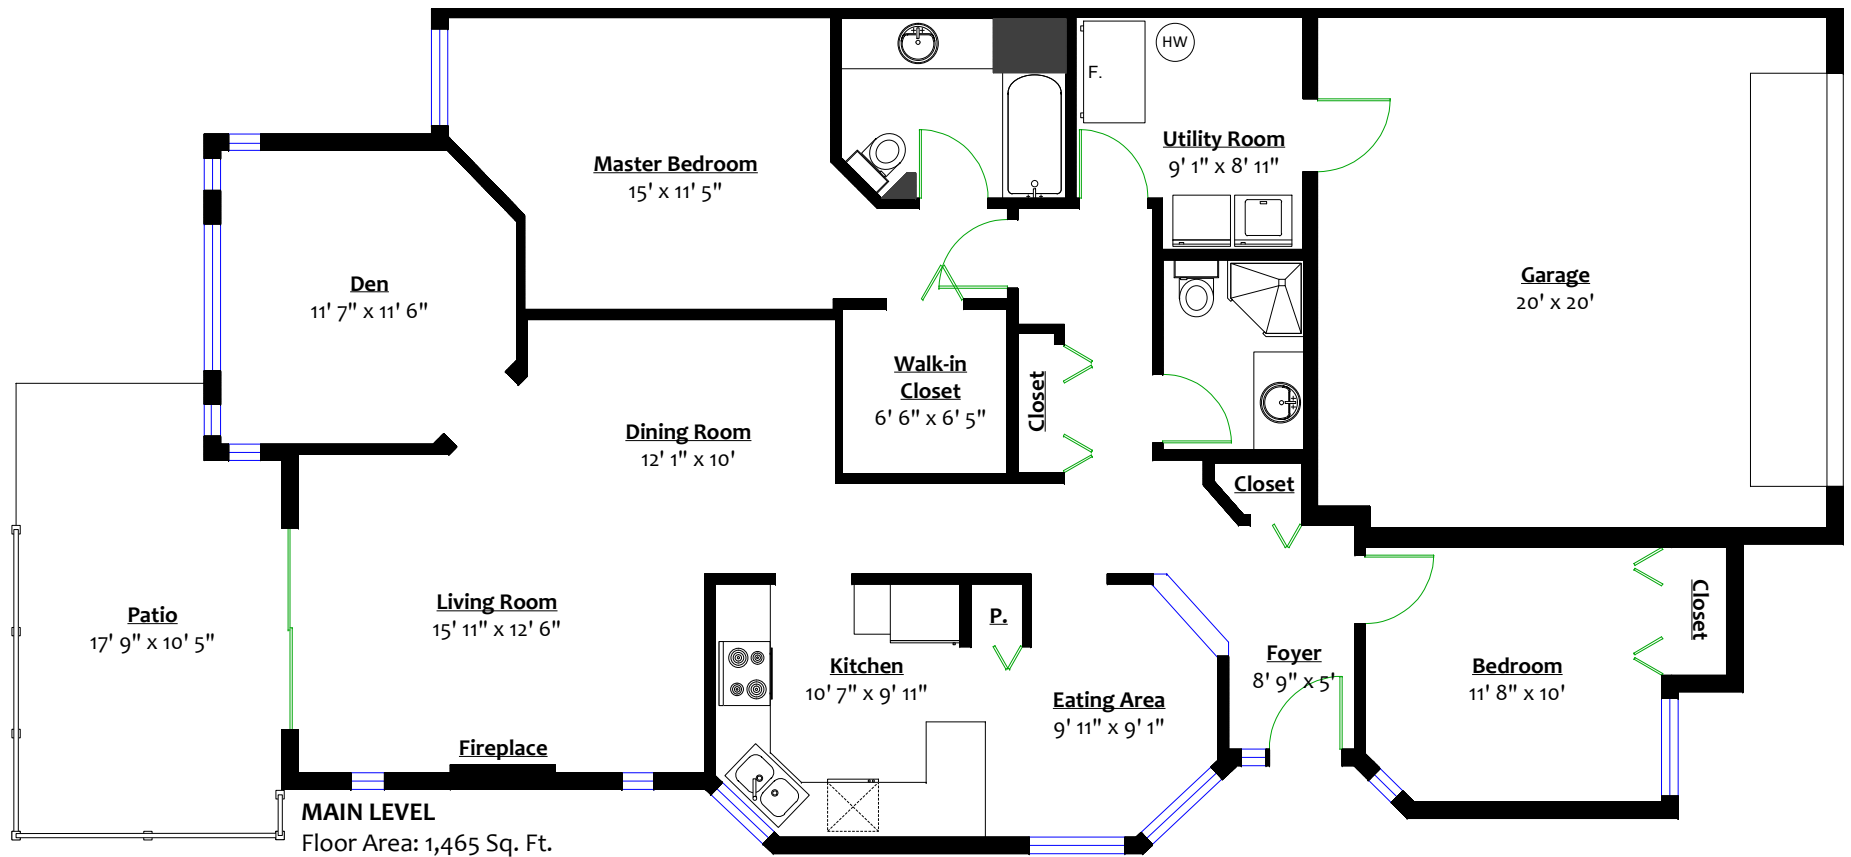 HW
F.
Utility Room
9' 1" x 8' 11"
Master Bedroom
15' x 11' 5"
Den
11' 7" x 11' 6"
Garage
20' x 20'
Walk-in
Closet
6' 6" x 6' 5"
Closet
Dining Room
12' 1" x 10'
Closet
Patio
17' 9" x 10' 5"
Living Room
15' 11" x 12' 6"
P.
Closet
Kitchen
10' 7" x 9' 11"
Foyer
8' 9" x 5'
Bedroom
11' 8" x 10'
Eating Area
9' 11" x 9' 1"
Fireplace
MAIN LEVEL
Floor Area: 1,465 Sq. Ft.